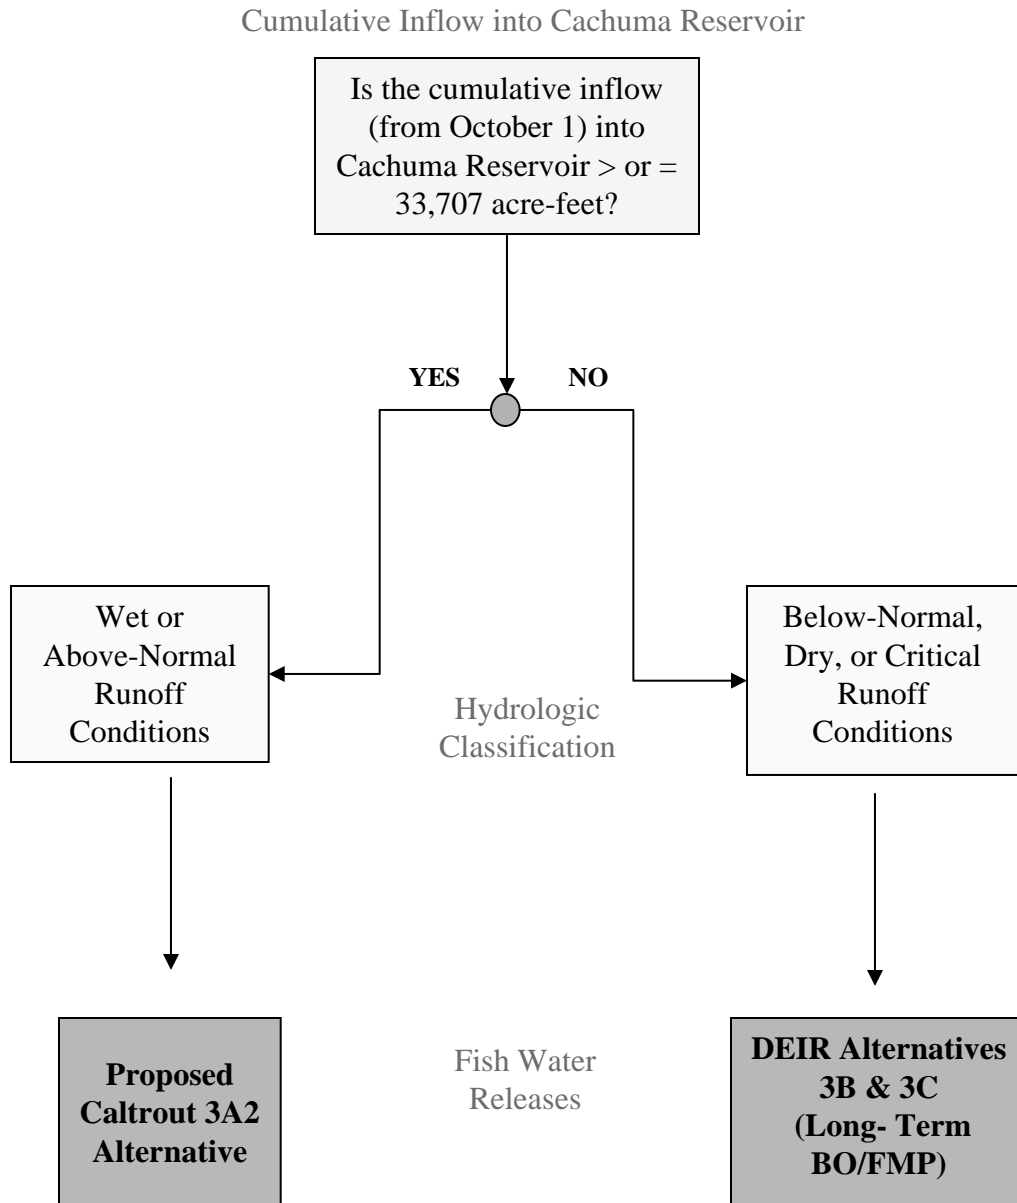 Cumulative Inflow into Cachuma Reservoir
Is the cumulative inflow
(from October 1) into
Cachuma Reservoir > or =
33,707 acre-feet?
YES
NO
Wet or
Above-Normal
Runoff
Conditions
Below-Normal,
Dry, or Critical
Runoff
Conditions
Hydrologic
Classification
Proposed
Caltrout 3A2
Alternative
Fish Water
Releases
DEIR Alternatives
3B & 3C
(Long- Term
BO/FMP)